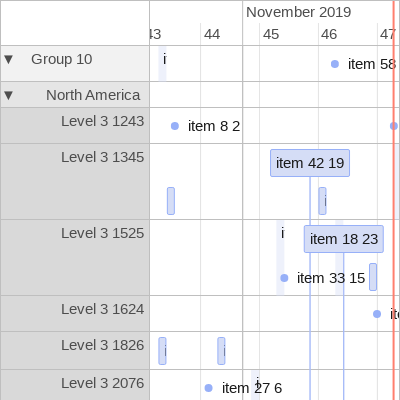 November 2019
43 44 45 46 47
▼ Group 10 i item 58
▼ North America
Level 3 1243 item 8 2
Level 3 1345 item 42 19
i
Level 3 1525 i item 18 23
item 33 15
Level 3 1624
Level 3 1826 i i
Level 3 2076 item 27 6 i